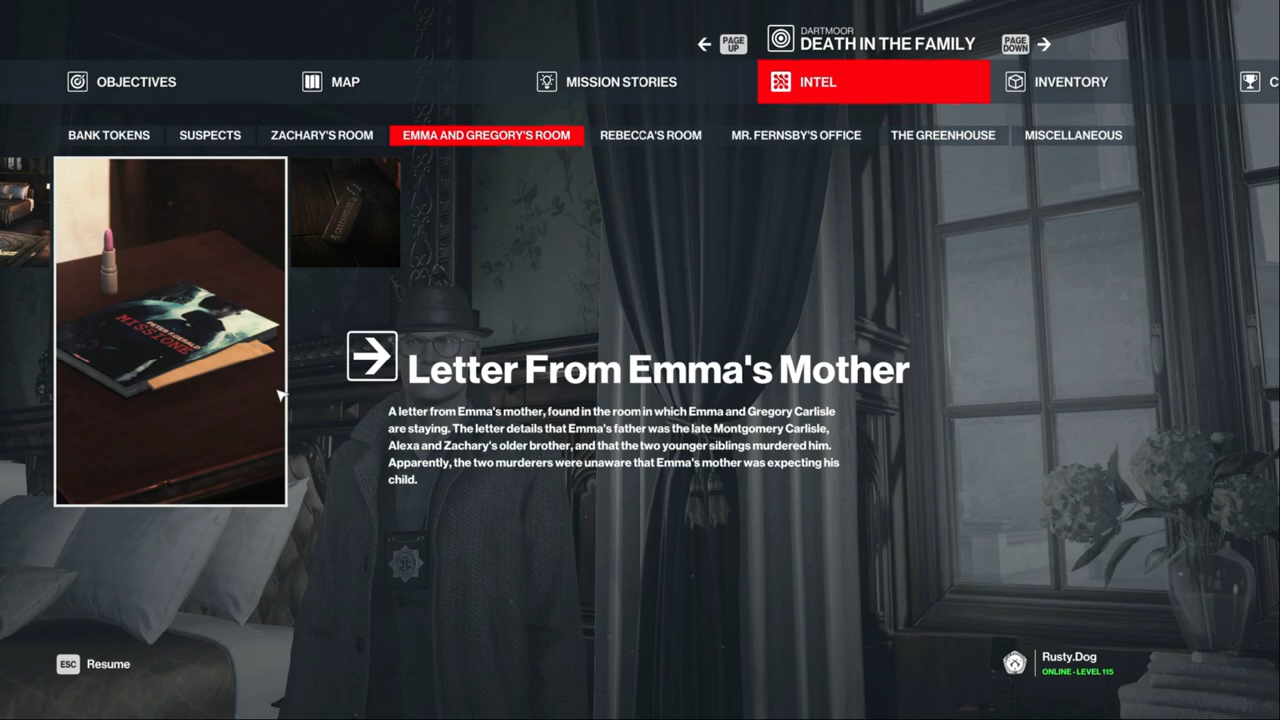 PAGE UP
DARTMOOR
DEATH IN THE FAMILY
PAGE DOWN
OBJECTIVES
MAP
MISSION STORIES
INTEL
INVENTORY
C
BANK TOKENS
SUSPECTS
ZACHARY'S ROOM
EMMA AND GREGORY'S ROOM
REBECCA'S ROOM
MR. FERNSBY'S OFFICE
THE GREENHOUSE
MISCELLANEOUS
MISSIONE
GREENHOUSE
Letter From Emma's Mother
A letter from Emma's mother, found in the room in which Emma and Gregory Carlisle
are staying. The letter details that Emma's father was the late Montgomery Carlisle,
Alexa and Zachary's older brother, and that the two younger siblings murdered him.
Apparently, the two murderers were unaware that Emma's mother was expecting his
child.
ESC Resume
Rusty.Dog
ONLINE - LEVEL 115